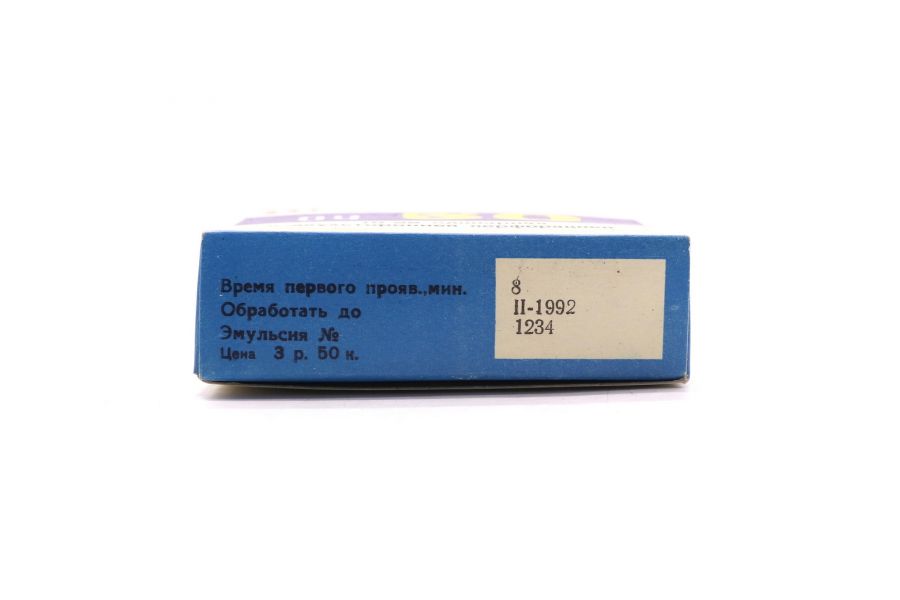 Время первого прояв.,мин. 8
Обработать до II-1992
Эмульсия № 1234
Цена 3 р. 50 к.